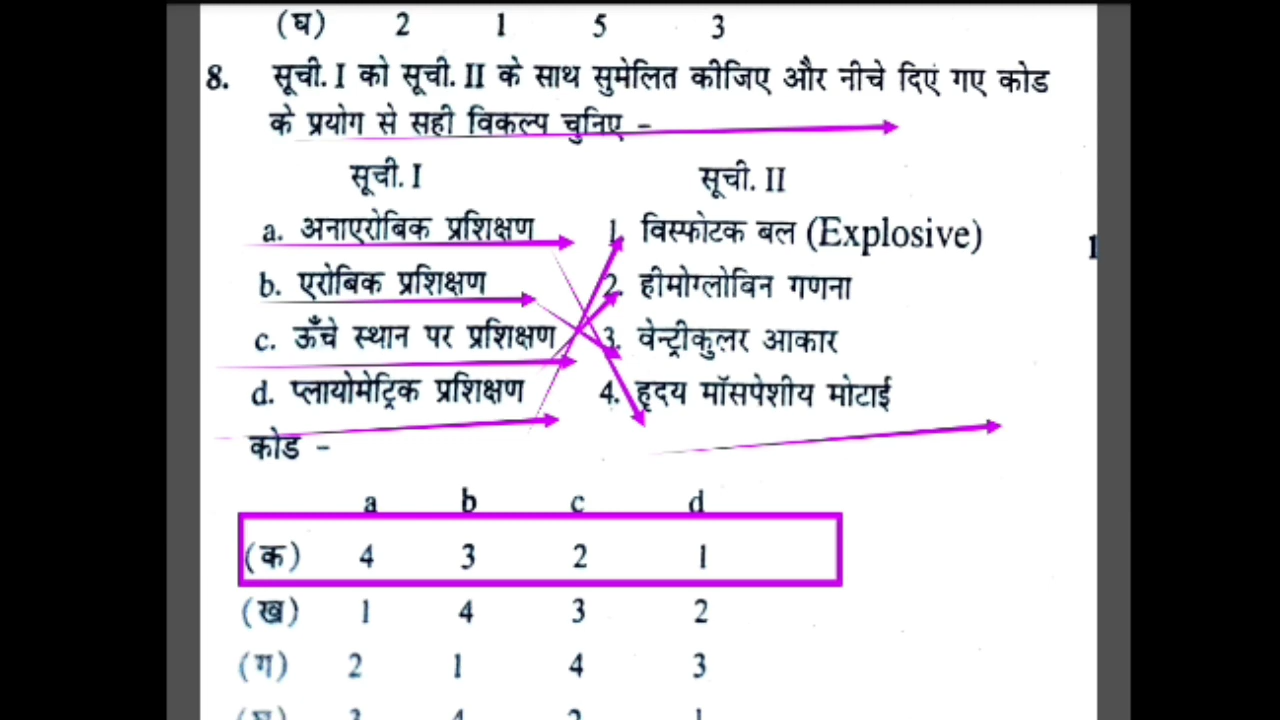 (घ) 2 1 5 3
8. सूची. I को सूची. II के साथ सुमेलित कीजिए और नीचे दिएं गए कोड
के प्रयोग से सही विकल्प चुनिए -
सूची. I सूची. II
a. अनाएरोबिक प्रशिक्षण 1. विस्फोटक बल (Explosive)
b. एरोबिक प्रशिक्षण 2. हीमोग्लोबिन गणना
c. ऊँचे स्थान पर प्रशिक्षण 3. वेन्ट्रीकुलर आकार
d. प्लायोमेट्रिक प्रशिक्षण 4. हृदय मॉसपेशीय मोटाई
कोड -
a b c d
(क) 4 3 2 1
(ख) 1 4 3 2
(ग) 2 1 4 3